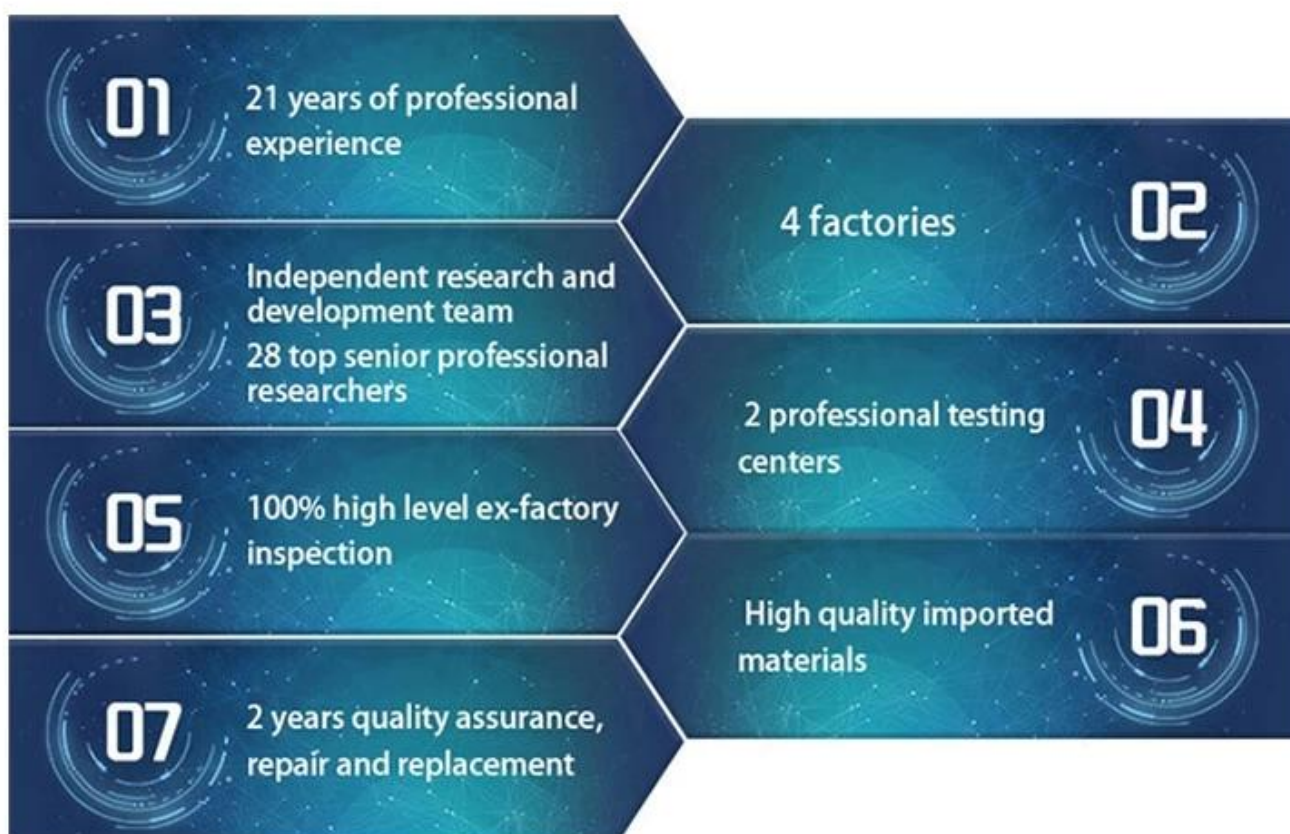 01
21 years of professional
experience
02
4 factories
03
Independent research and
development team
28 top senior professional
researchers
04
2 professional testing
centers
05
100% high level ex-factory
inspection
06
High quality imported
materials
07
2 years quality assurance,
repair and replacement